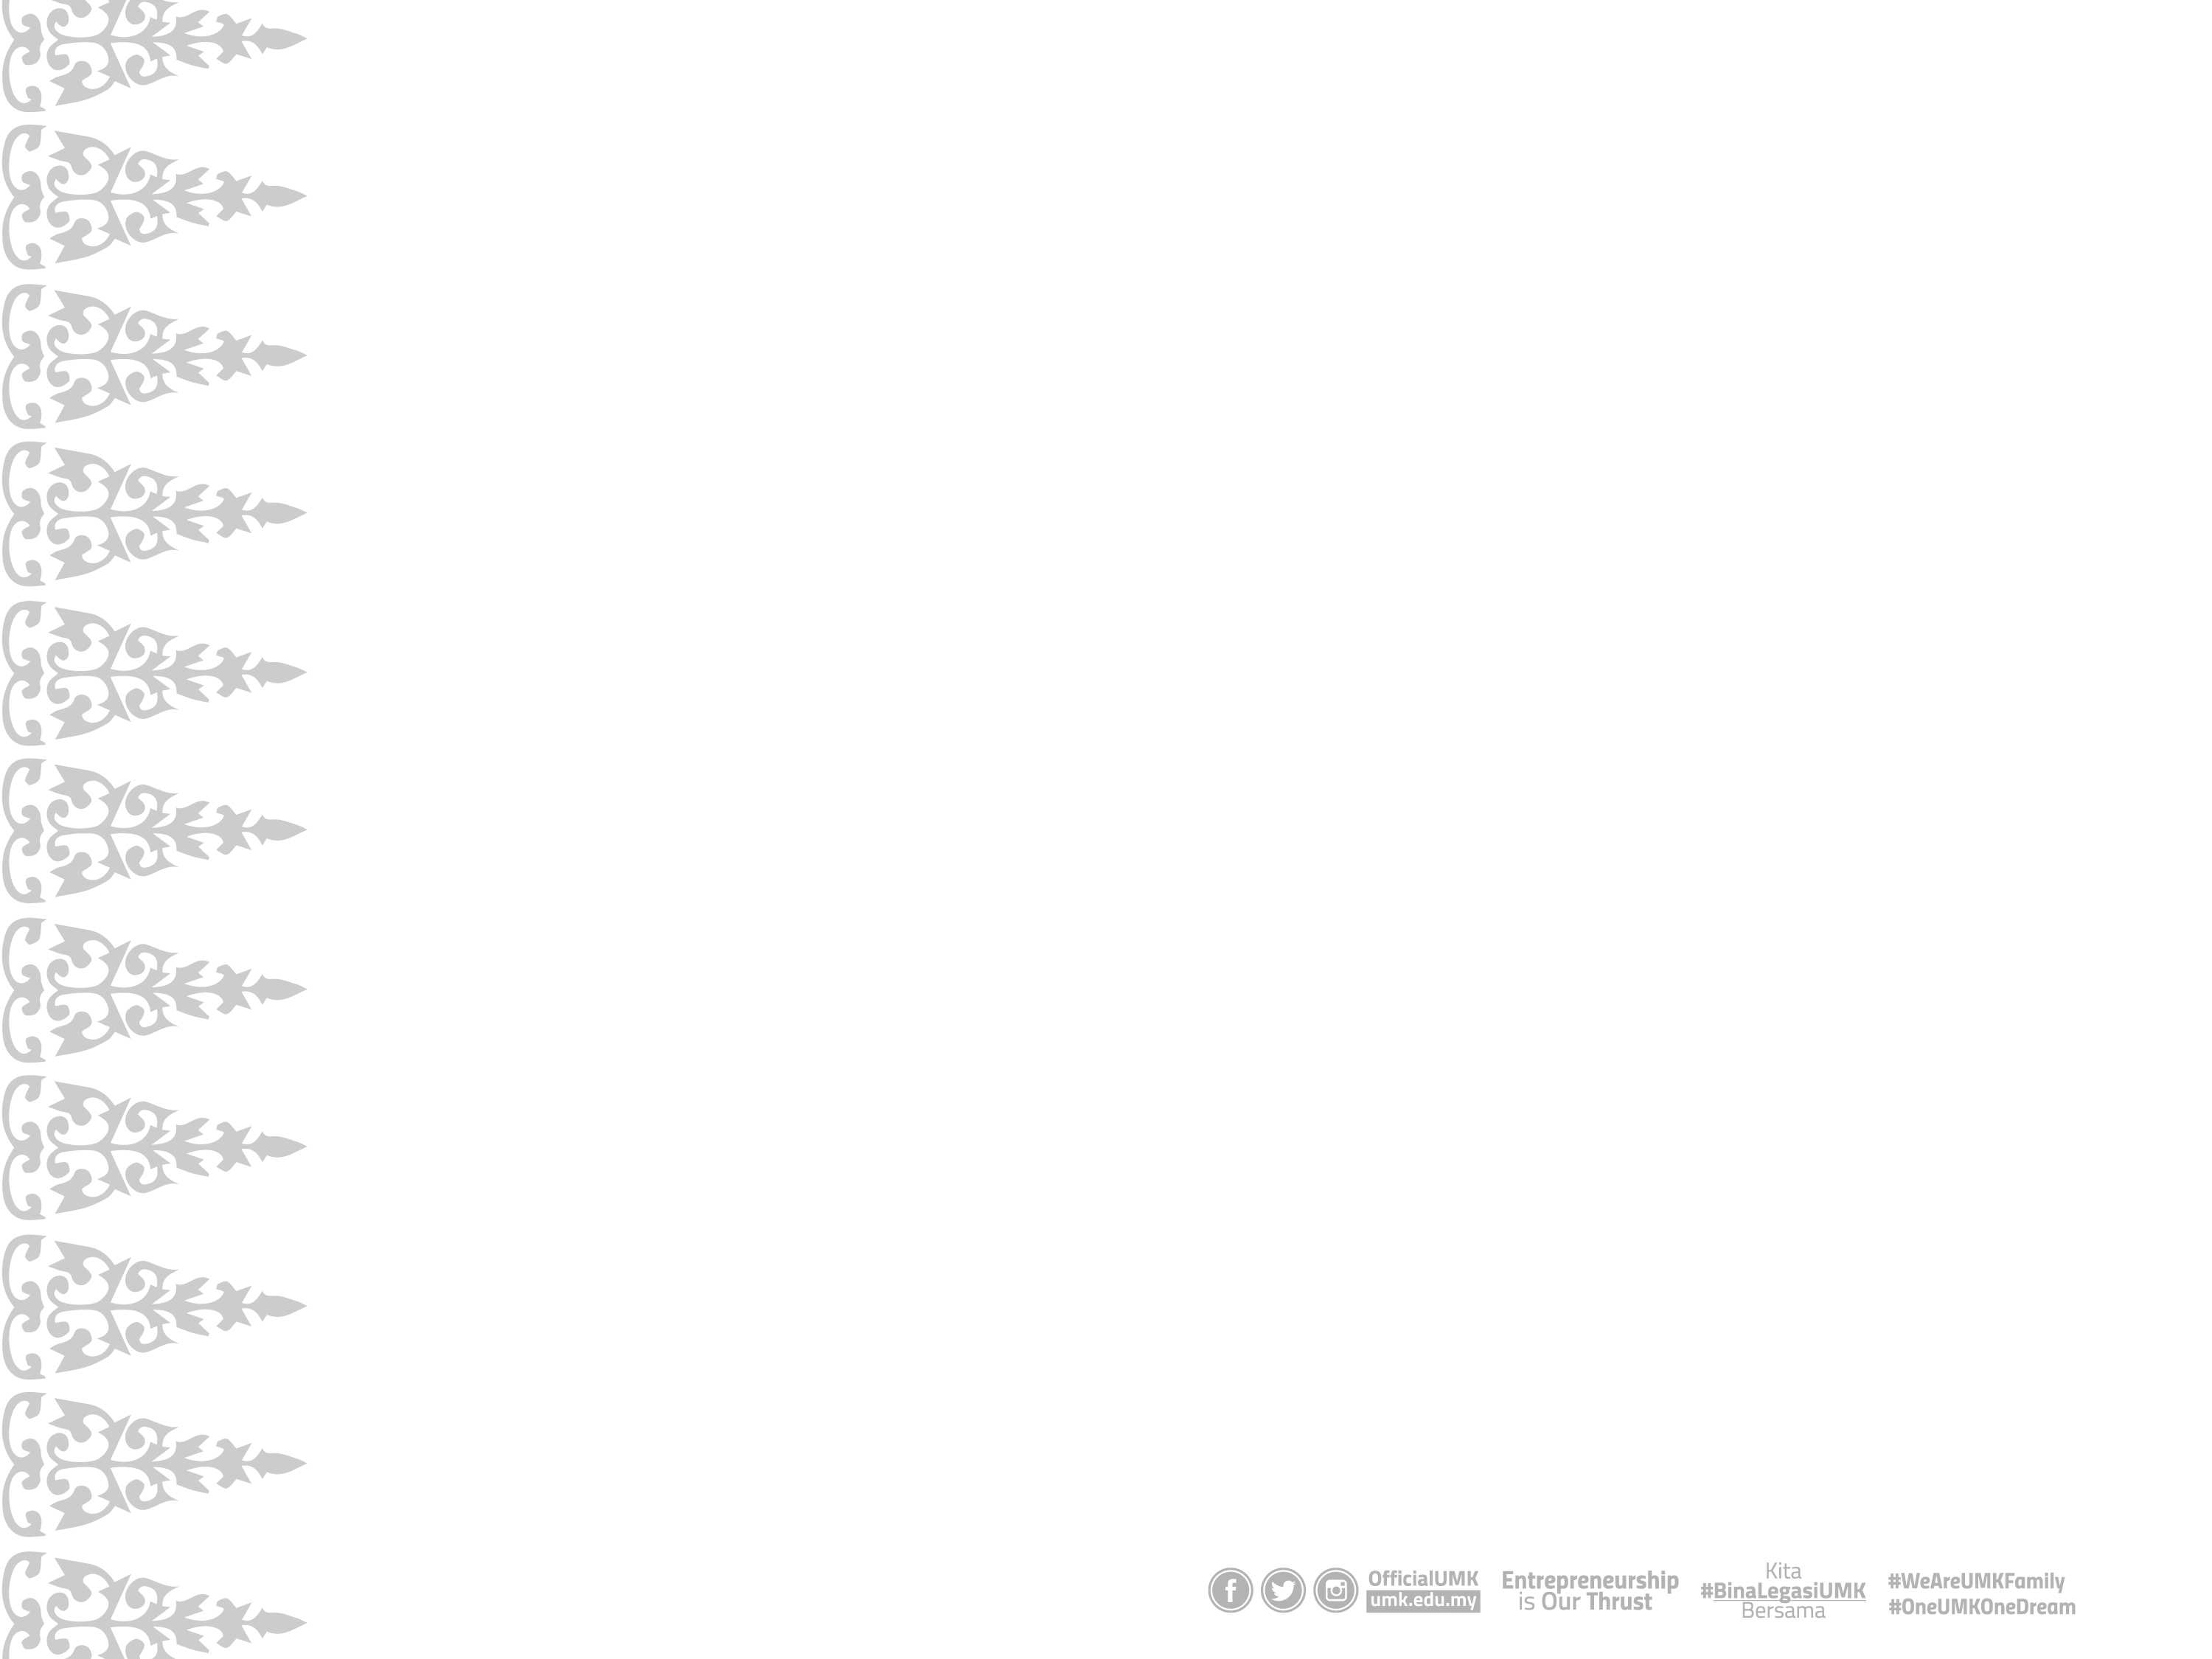 OfficialUMK
umk.edu.my
Entrepreneurship
is Our Thrust
Kita
#BinaLegasiUMK
Bersama
#WeAreUMKFamily
#OneUMKOneDream